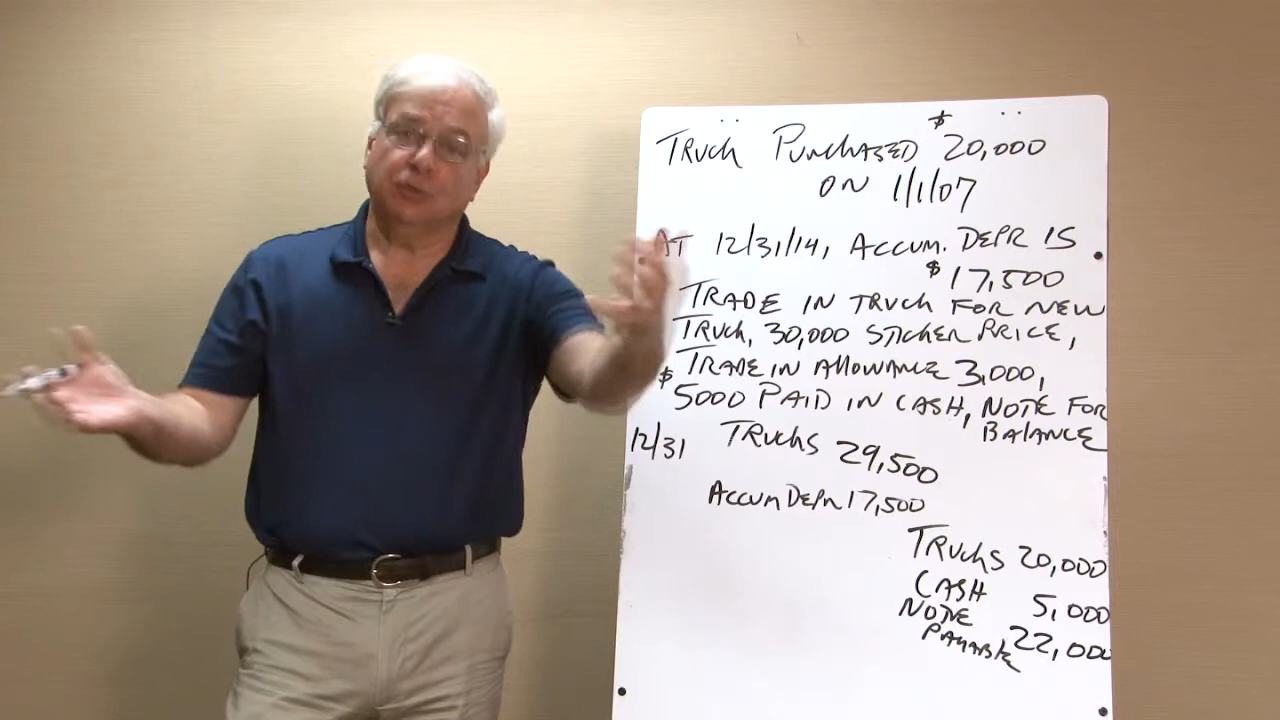 TRUCK PURCHASED $20,000
ON 1/1/07
AT 12/31/14, ACCUM. DEPR IS
$17,500
TRADE IN TRUCK FOR NEW
TRUCK, 30,000 STICKER PRICE,
TRADE IN ALLOWANCE 3,000,
$5000 PAID IN CASH, NOTE FOR
BALANCE
12/31 TRUCKS 29,500
ACCUM DEPR 17,500
TRUCKS 20,000
CASH 5,000
NOTE
PAYABLE 22,000